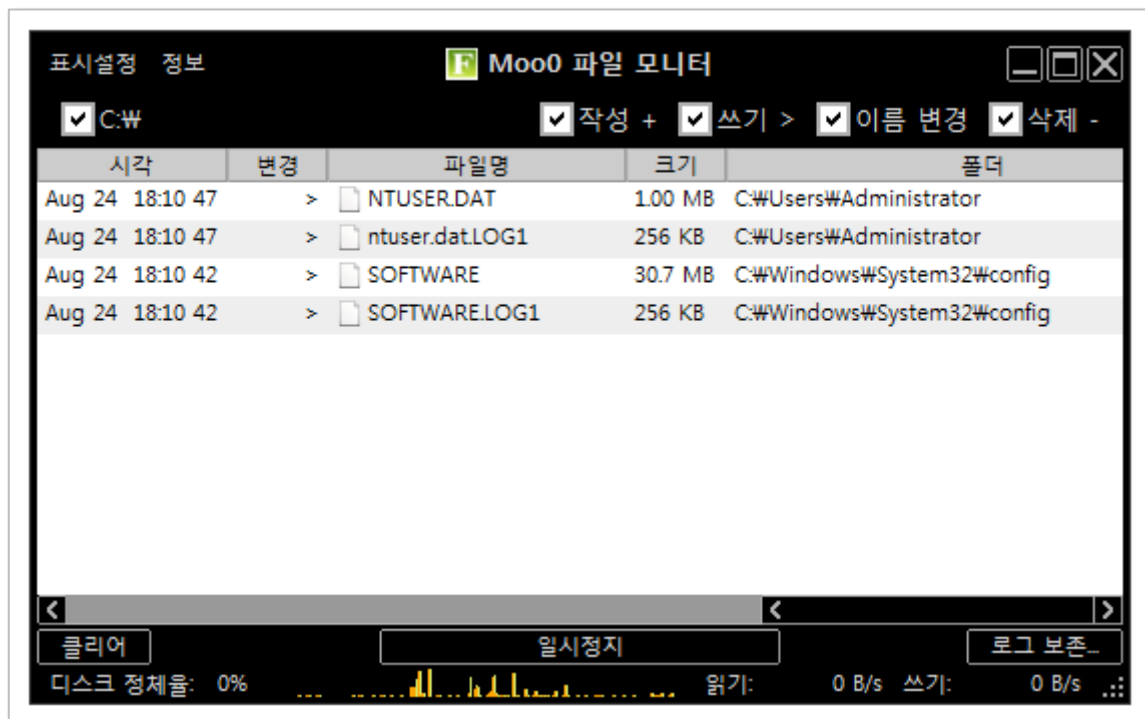 표시설정 정보 Moo0 파일 모니터
C:₩ 작성 + 쓰기 > 이름 변경 삭제 -
시각 변경 파일명 크기 폴더
Aug 24 18:10 47 > NTUSER.DAT 1.00 MB C:₩Users₩Administrator
Aug 24 18:10 47 > ntuser.dat.LOG1 256 KB C:₩Users₩Administrator
Aug 24 18:10 42 > SOFTWARE 30.7 MB C:₩Windows₩System32₩config
Aug 24 18:10 42 > SOFTWARE.LOG1 256 KB C:₩Windows₩System32₩config
클리어 일시정지 로그 보존...
디스크 정체율: 0% 읽기: 0 B/s 쓰기: 0 B/s